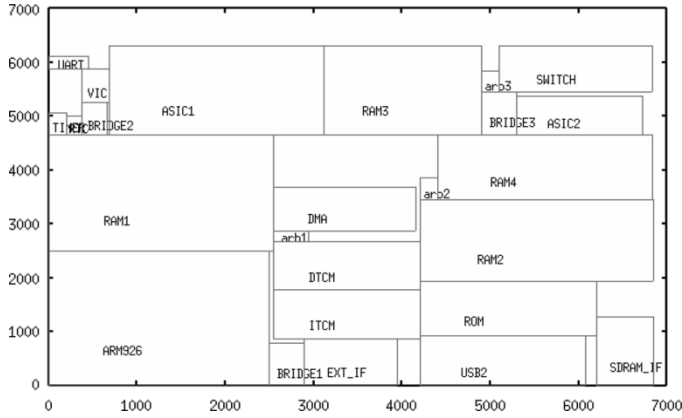 7000
6000
5000
4000
3000
2000
1000
0
UART
VIC
BRIDGE2
ASIC1
RAM3
arb3
SWITCH
BRIDGE3
ASIC2
RAM1
DMA
arb1
arb2
RAM4
DTCM
RAM2
ITCM
ROM
ARM926
BRIDGE1
EXT_IF
USB2
SDRAM_IF
0 1000 2000 3000 4000 5000 6000 7000